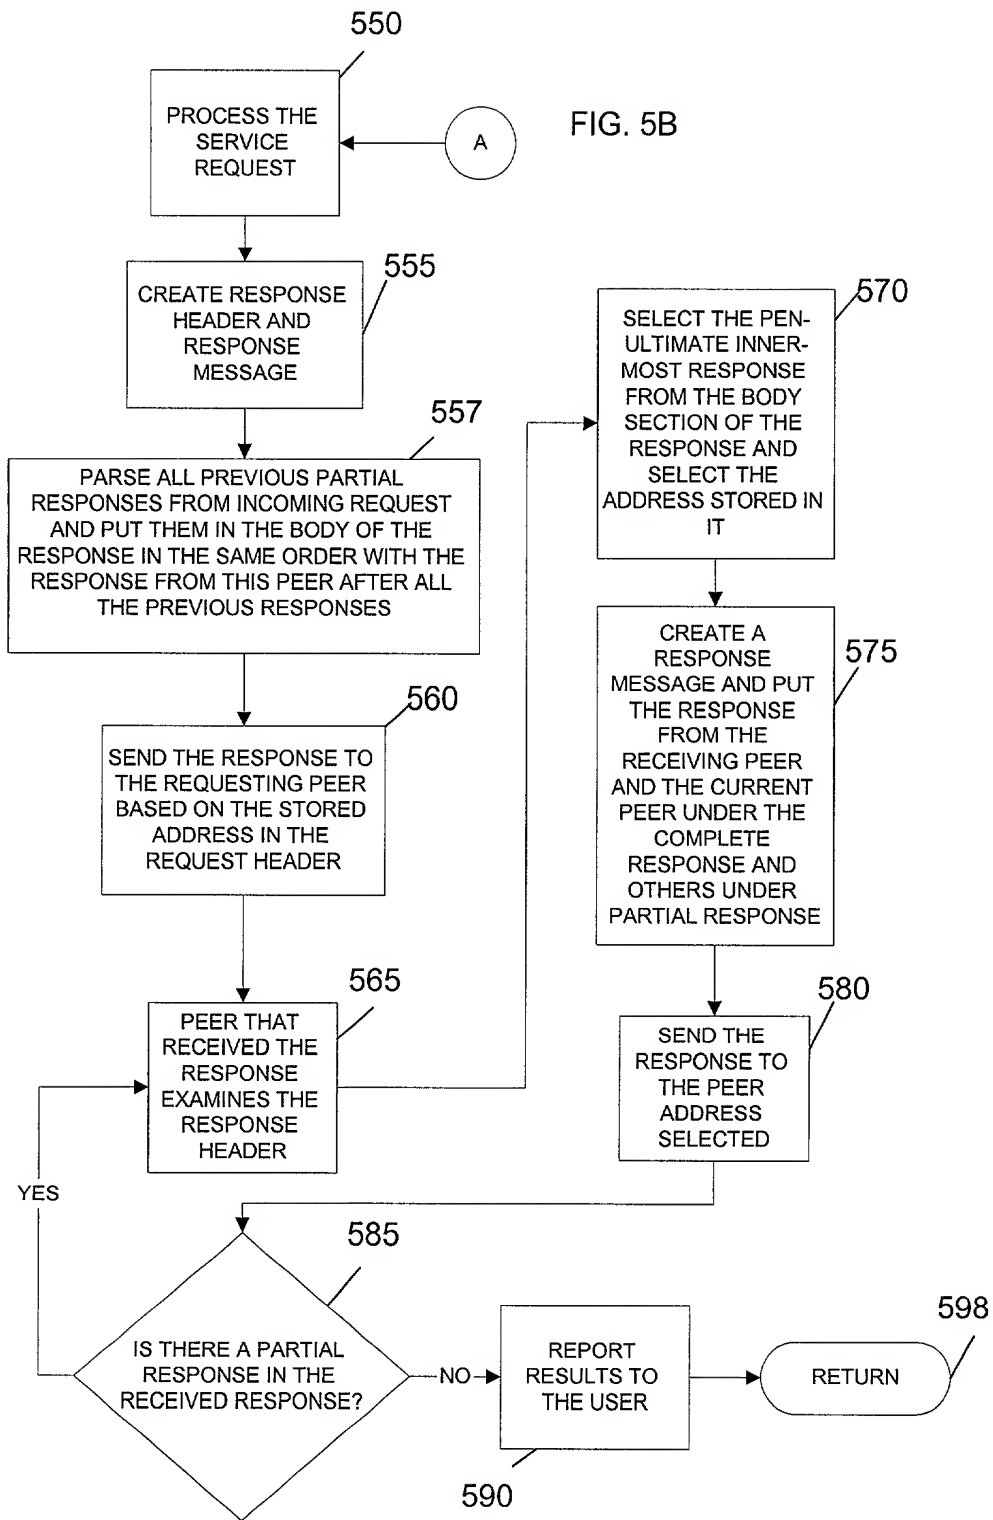 550
PROCESS THE
SERVICE
REQUEST
A
FIG. 5B
555
CREATE RESPONSE
HEADER AND
RESPONSE
MESSAGE
557
PARSE ALL PREVIOUS PARTIAL
RESPONSES FROM INCOMING REQUEST
AND PUT THEM IN THE BODY OF THE
RESPONSE IN THE SAME ORDER WITH THE
RESPONSE FROM THIS PEER AFTER ALL
THE PREVIOUS RESPONSES
560
SEND THE RESPONSE TO
THE REQUESTING PEER
BASED ON THE STORED
ADDRESS IN THE
REQUEST HEADER
565
PEER THAT
RECEIVED THE
RESPONSE
EXAMINES THE
RESPONSE
HEADER
570
SELECT THE PEN-
ULTIMATE INNER-
MOST RESPONSE
FROM THE BODY
SECTION OF THE
RESPONSE AND
SELECT THE
ADDRESS STORED IN
IT
575
CREATE A
RESPONSE
MESSAGE AND PUT
THE RESPONSE
FROM THE
RECEIVING PEER
AND THE CURRENT
PEER UNDER THE
COMPLETE
RESPONSE AND
OTHERS UNDER
PARTIAL RESPONSE
580
SEND THE
RESPONSE TO
THE PEER
ADDRESS
SELECTED
YES
585
IS THERE A PARTIAL
RESPONSE IN THE
RECEIVED RESPONSE?
NO
REPORT
RESULTS TO
THE USER
590
598
RETURN